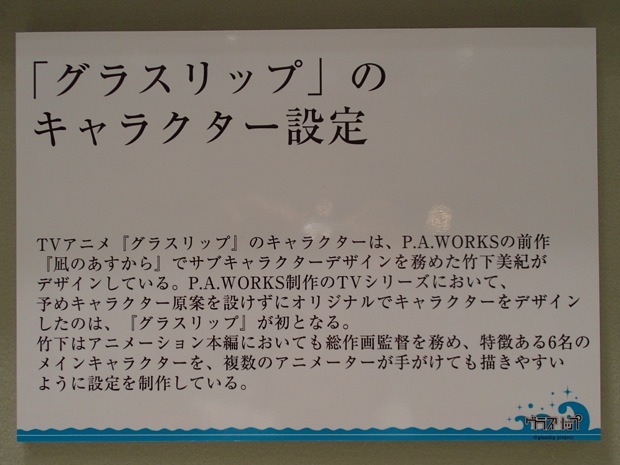 「グラスリップ」の
キャラクター設定
TVアニメ『グラスリップ』のキャラクターは、P.A.WORKSの前作
『凪のあすから』でサブキャラクターデザインを務めた竹下美紀が
デザインしている。P.A.WORKS制作のTVシリーズにおいて、
予めキャラクター原案を設けずにオリジナルでキャラクターをデザイン
したのは、『グラスリップ』が初となる。
竹下はアニメーション本編においても総作画監督を務め、特徴ある6名の
メインキャラクターを、複数のアニメーターが手がけても描きやすい
ように設定を制作している。
グラスリップ